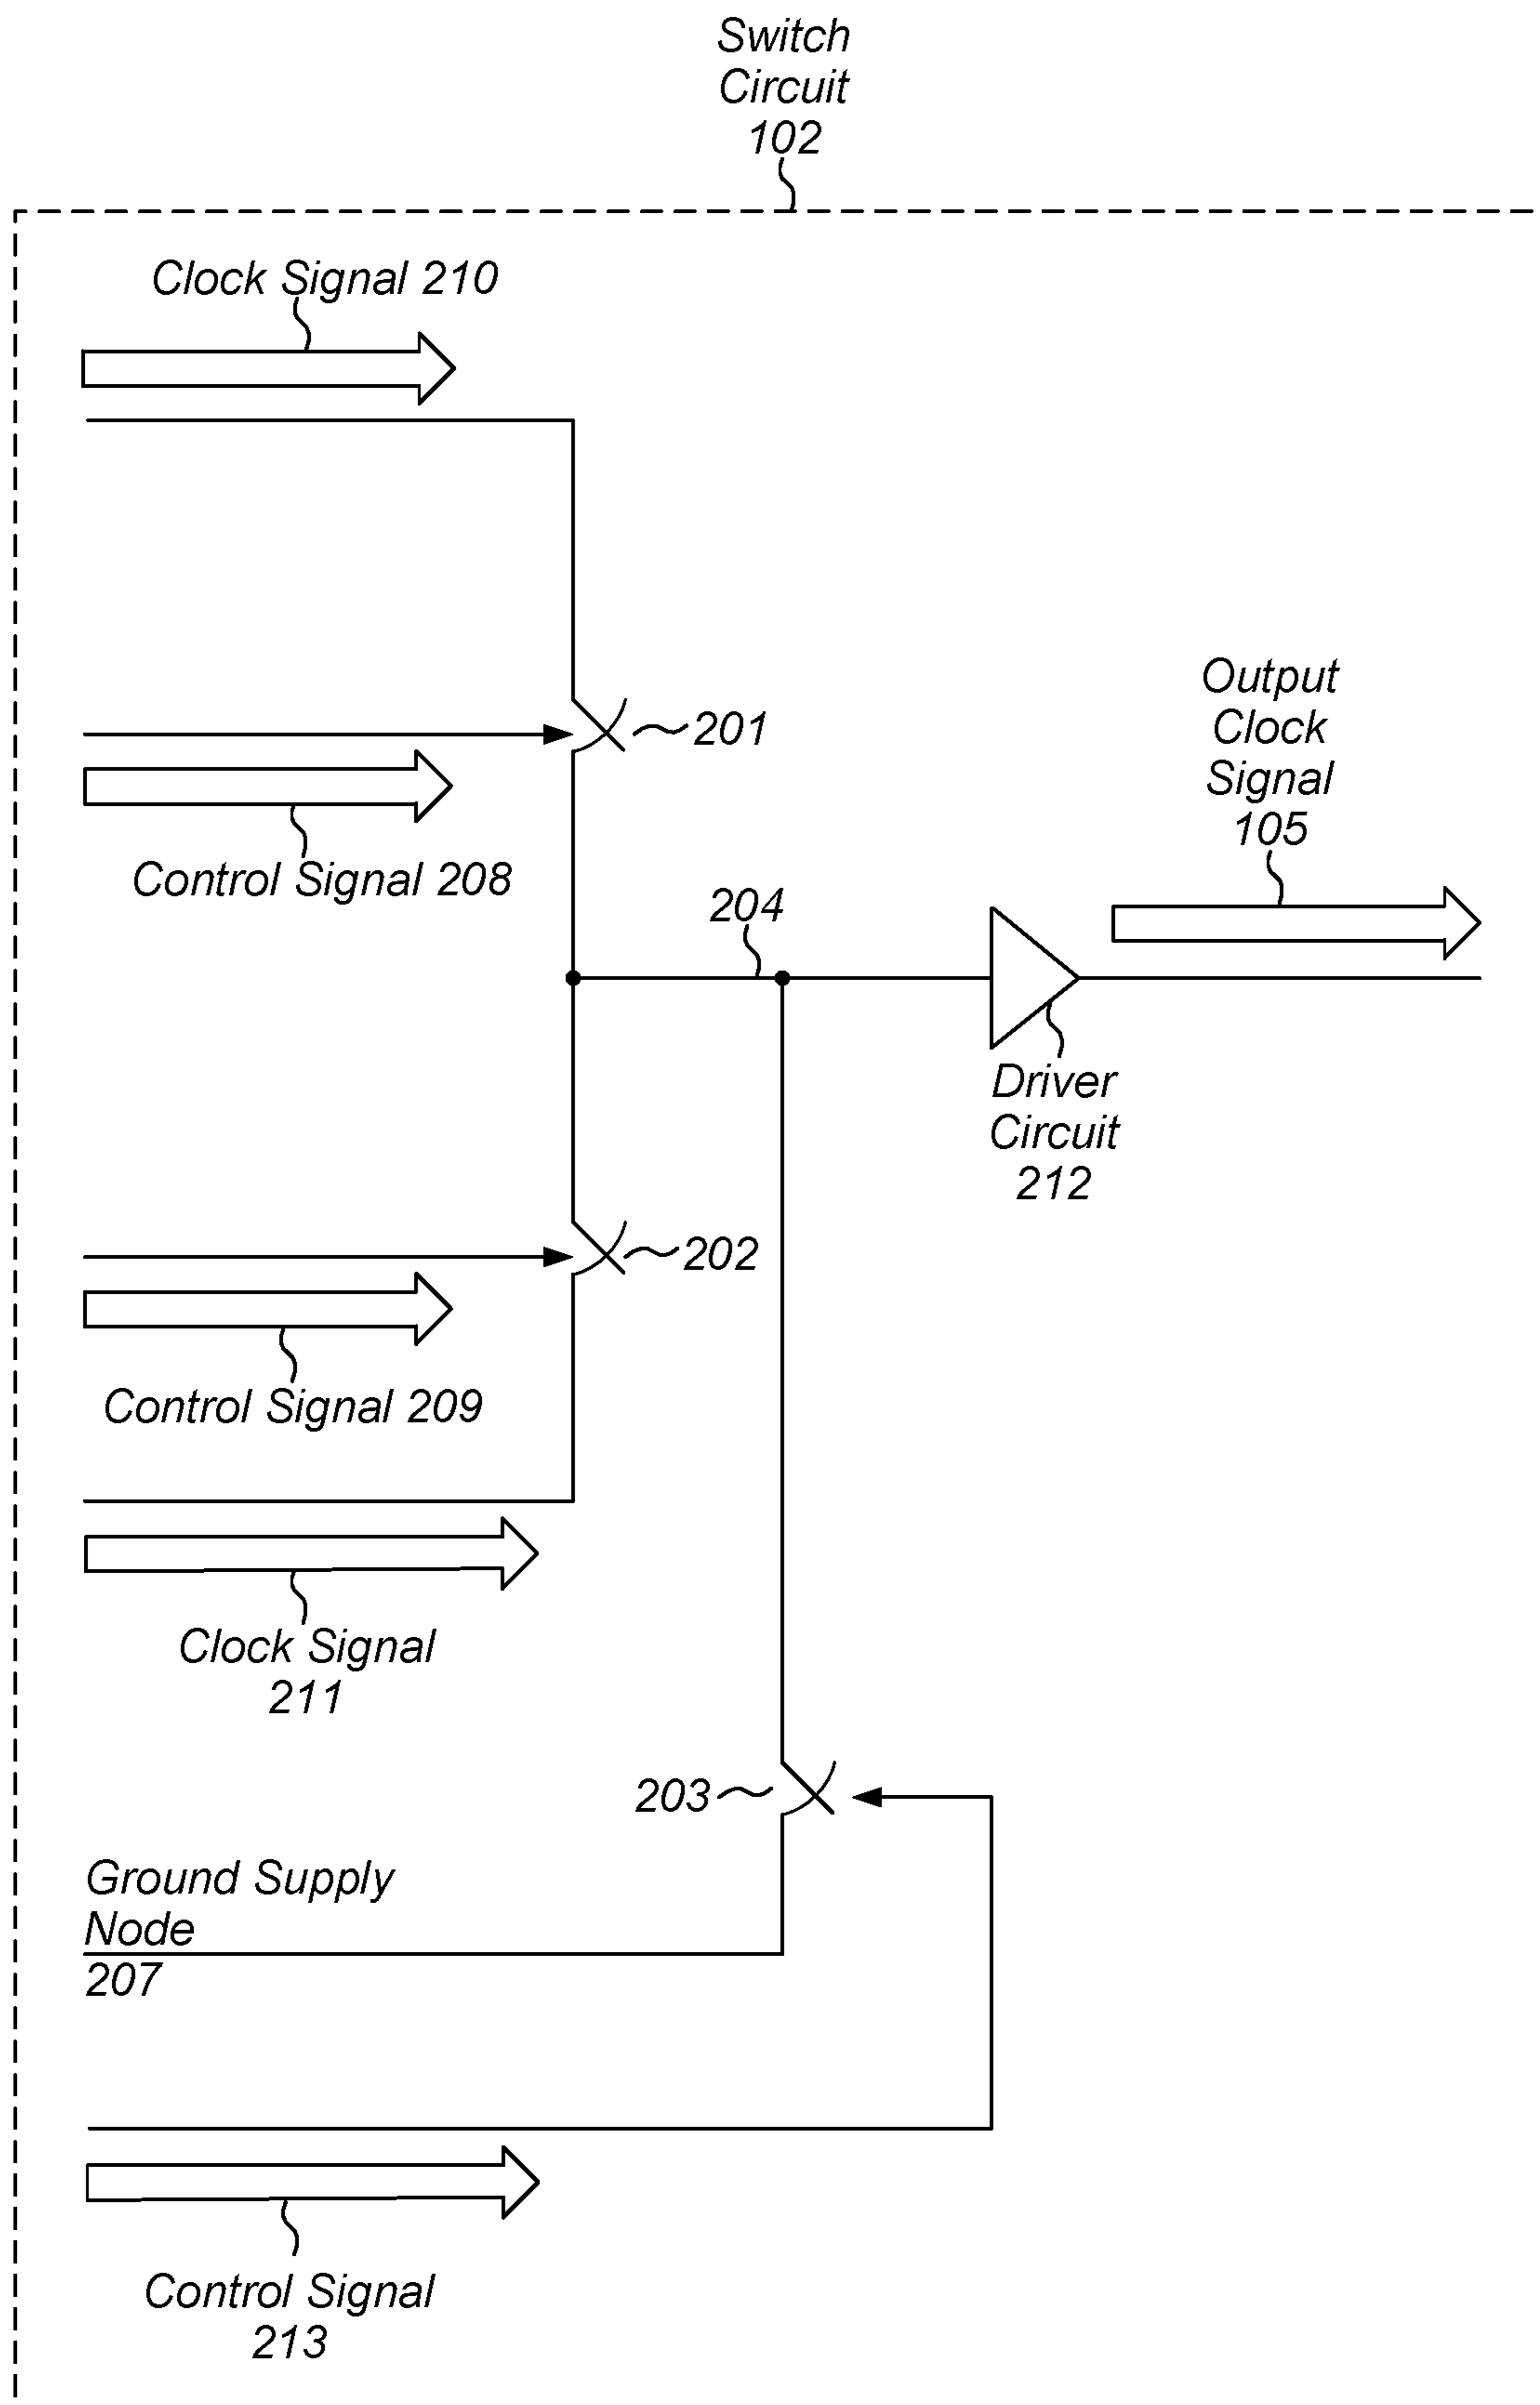 Switch
Circuit
102
Clock Signal 210
201
Control Signal 208
Output
Clock
Signal
105
204
Driver
Circuit
212
202
Control Signal 209
Clock Signal
211
203
Ground Supply
Node
207
Control Signal
213